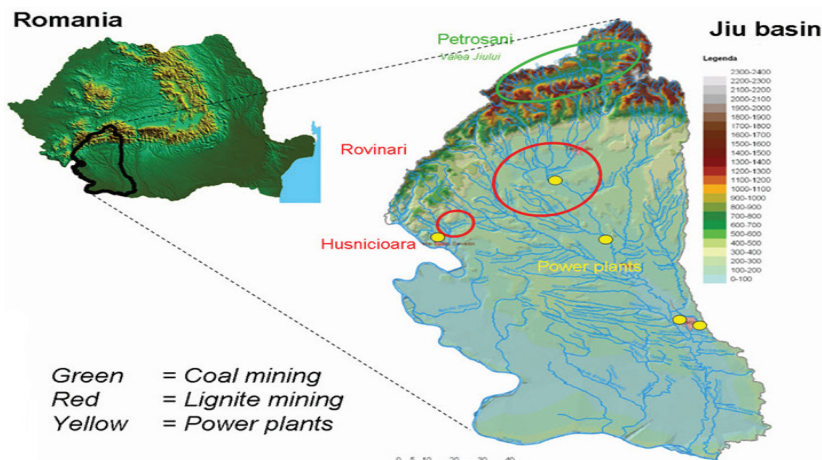 Romania
Jiu basin
Petrosani
Valea Jiului
Legenda
2300-2400
2200-2300
2100-2200
2000-2100
1900-2000
1800-1900
1700-1800
1600-1700
1500-1600
1400-1500
1300-1400
1200-1300
1100-1200
1000-1100
900-1000
800-900
700-800
600-700
500-600
400-500
300-400
200-300
100-200
0-100
Rovinari
Husnicioara
Power plants
Green = Coal mining
Red = Lignite mining
Yellow = Power plants